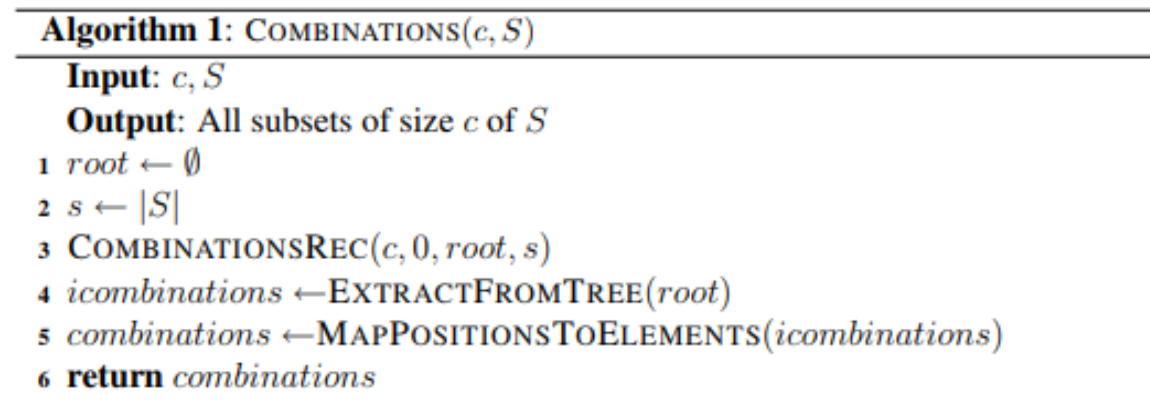 Algorithm 1: COMBINATIONS(c, S)
Input: c, S
Output: All subsets of size c of S
1 root ← ∅
2 s ← |S|
3 COMBINATIONSREC(c, 0, root, s)
4 icombinations ←EXTRACTFROMTREE(root)
5 combinations ←MAPPOSITIONSTOELEMENTS(icombinations)
6 return combinations